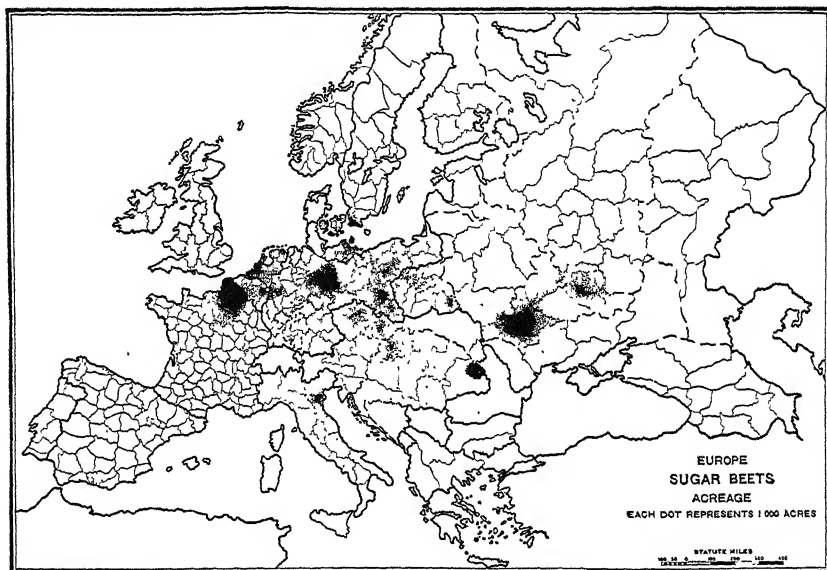 EUROPE
SUGAR BEETS
ACREAGE
EACH DOT REPRESENTS 1 000 ACRES
STATUTE MILES